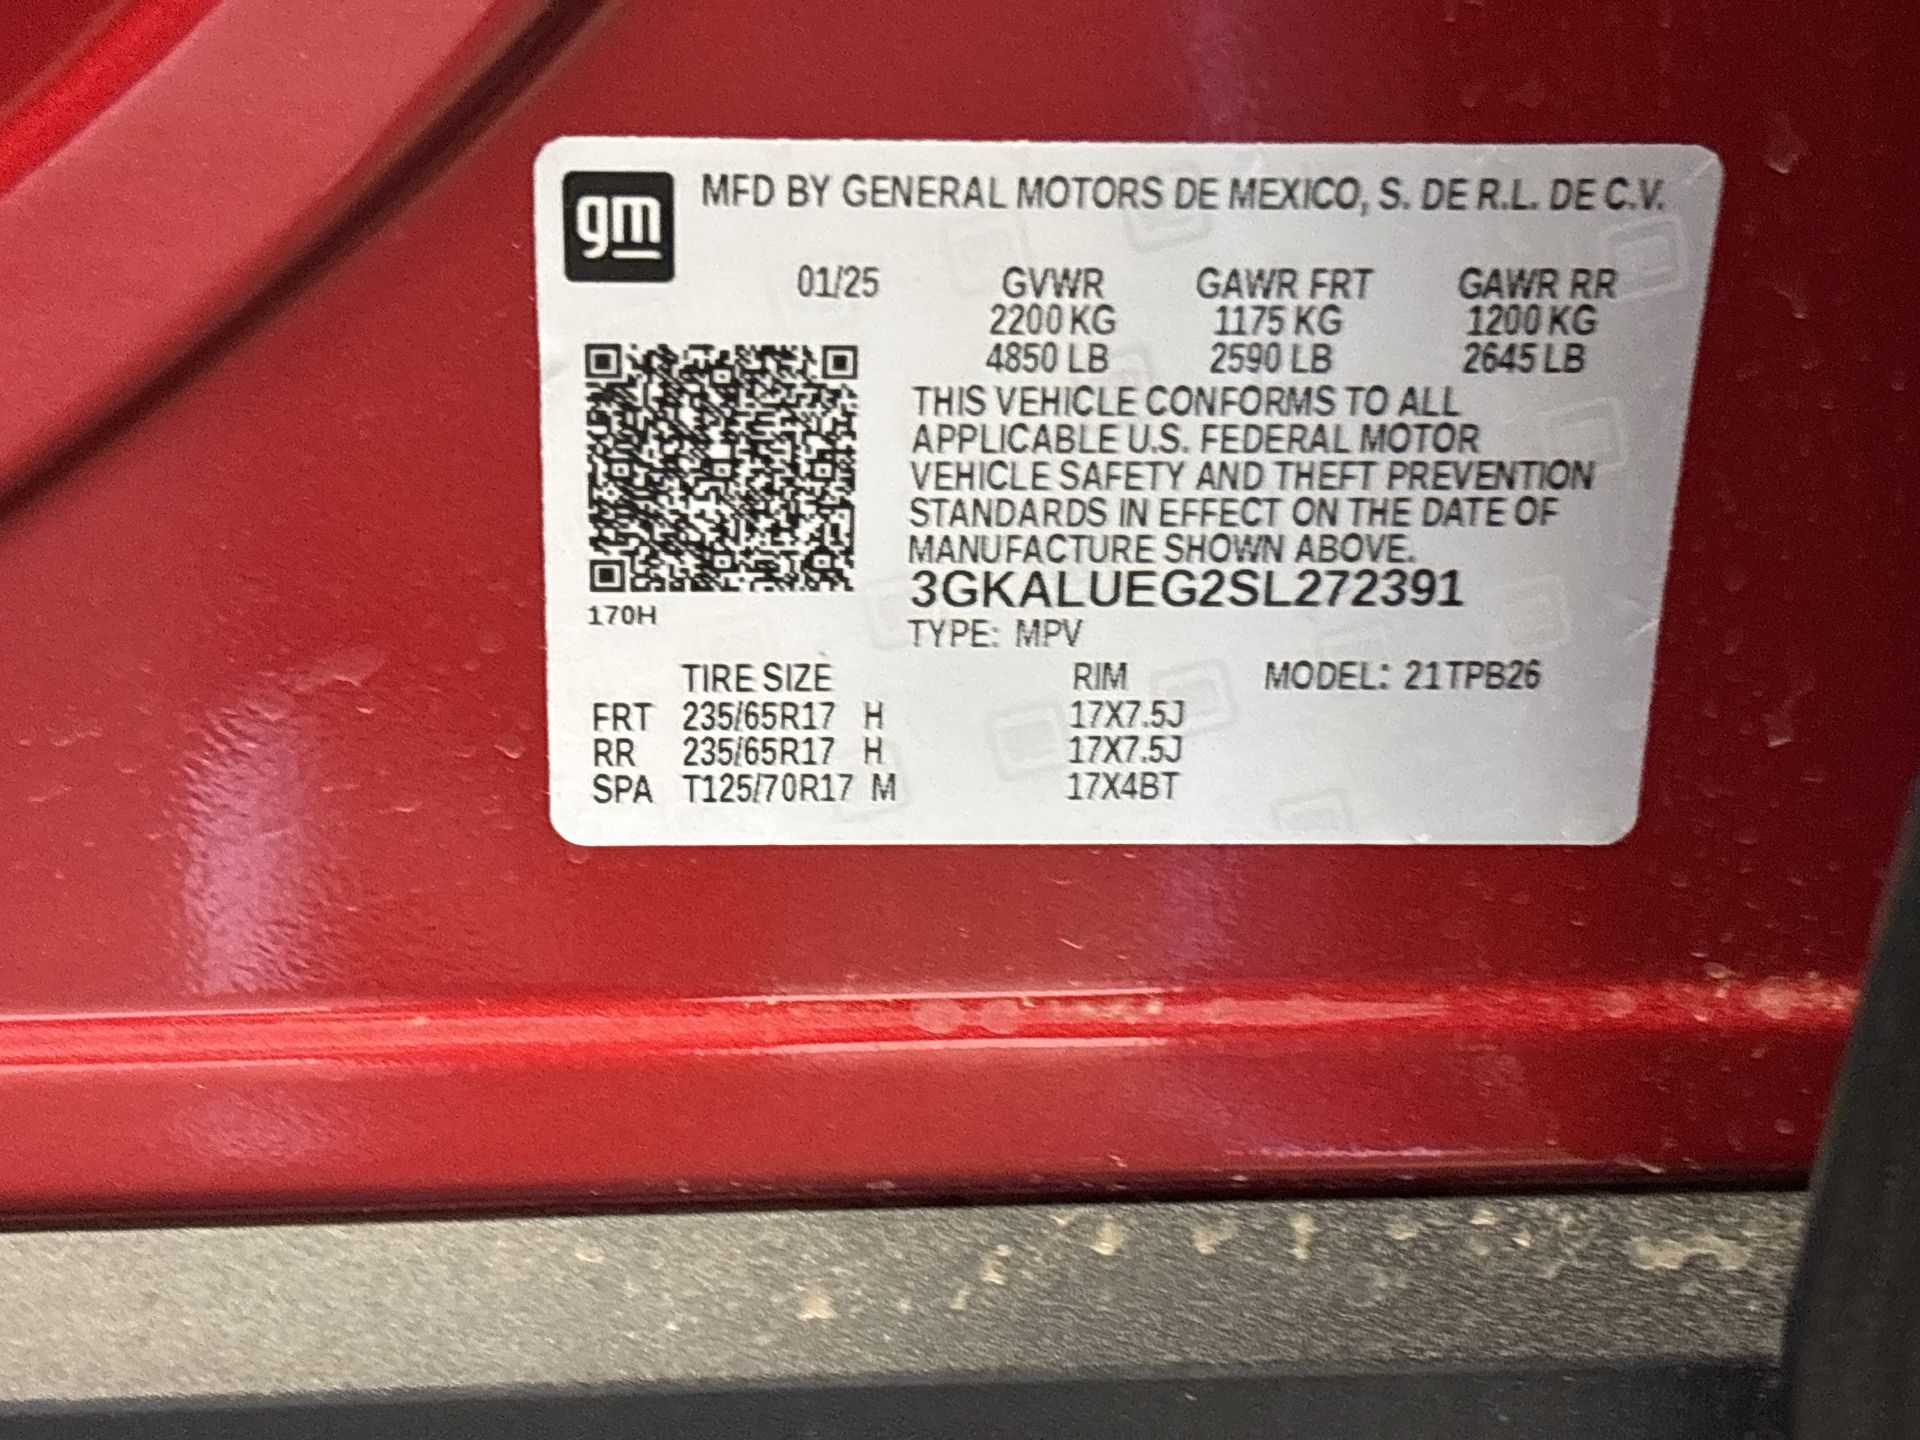 gm MFD BY GENERAL MOTORS DE MEXICO, S. DE R.L. DE C.V.
01/25 GVWR GAWR FRT GAWR RR
2200 KG 1175 KG 1200 KG
4850 LB 2590 LB 2645 LB
THIS VEHICLE CONFORMS TO ALL
APPLICABLE U.S. FEDERAL MOTOR
VEHICLE SAFETY AND THEFT PREVENTION
STANDARDS IN EFFECT ON THE DATE OF
MANUFACTURE SHOWN ABOVE.
3GKALUEG2SL272391
170H
TYPE: MPV
TIRE SIZE RIM MODEL: 21TPB26
FRT 235/65R17 H 17X7.5J
RR 235/65R17 H 17X7.5J
SPA T125/70R17 M 17X4BT